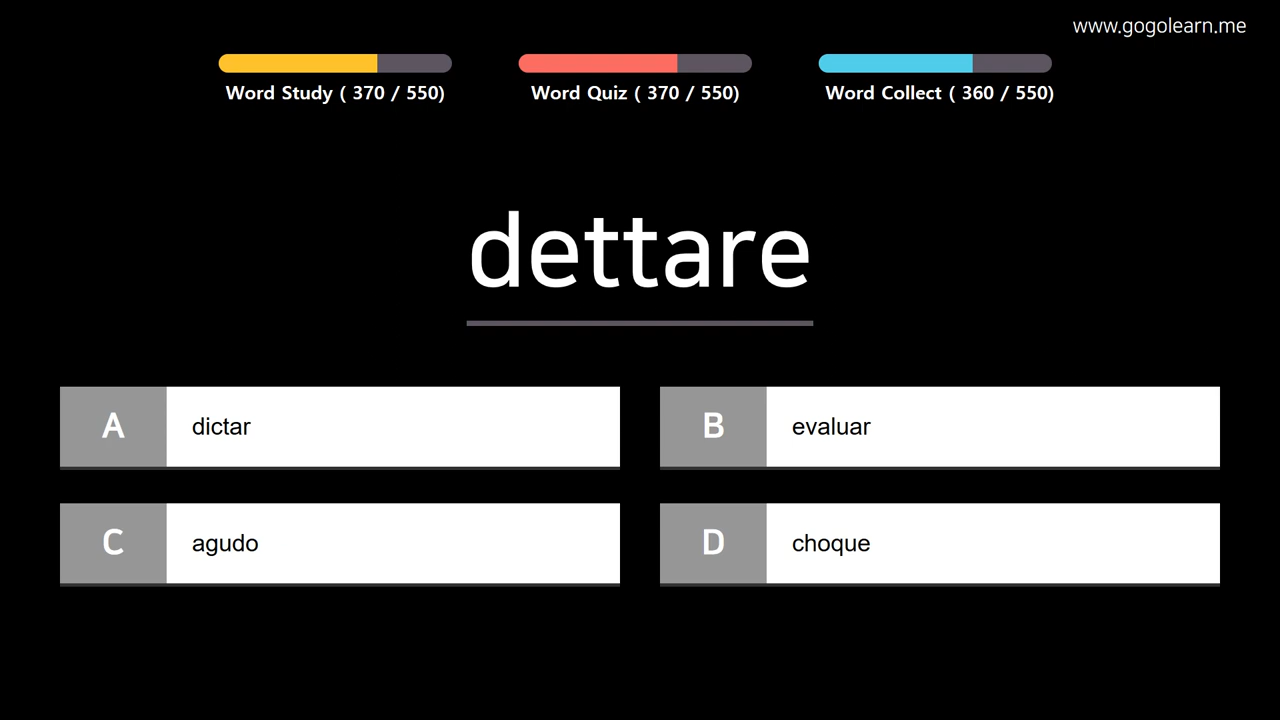 www.gogolearn.me
Word Study ( 370 / 550)
Word Quiz ( 370 / 550)
Word Collect ( 360 / 550)
dettare
A dictar
B evaluar
C agudo
D choque